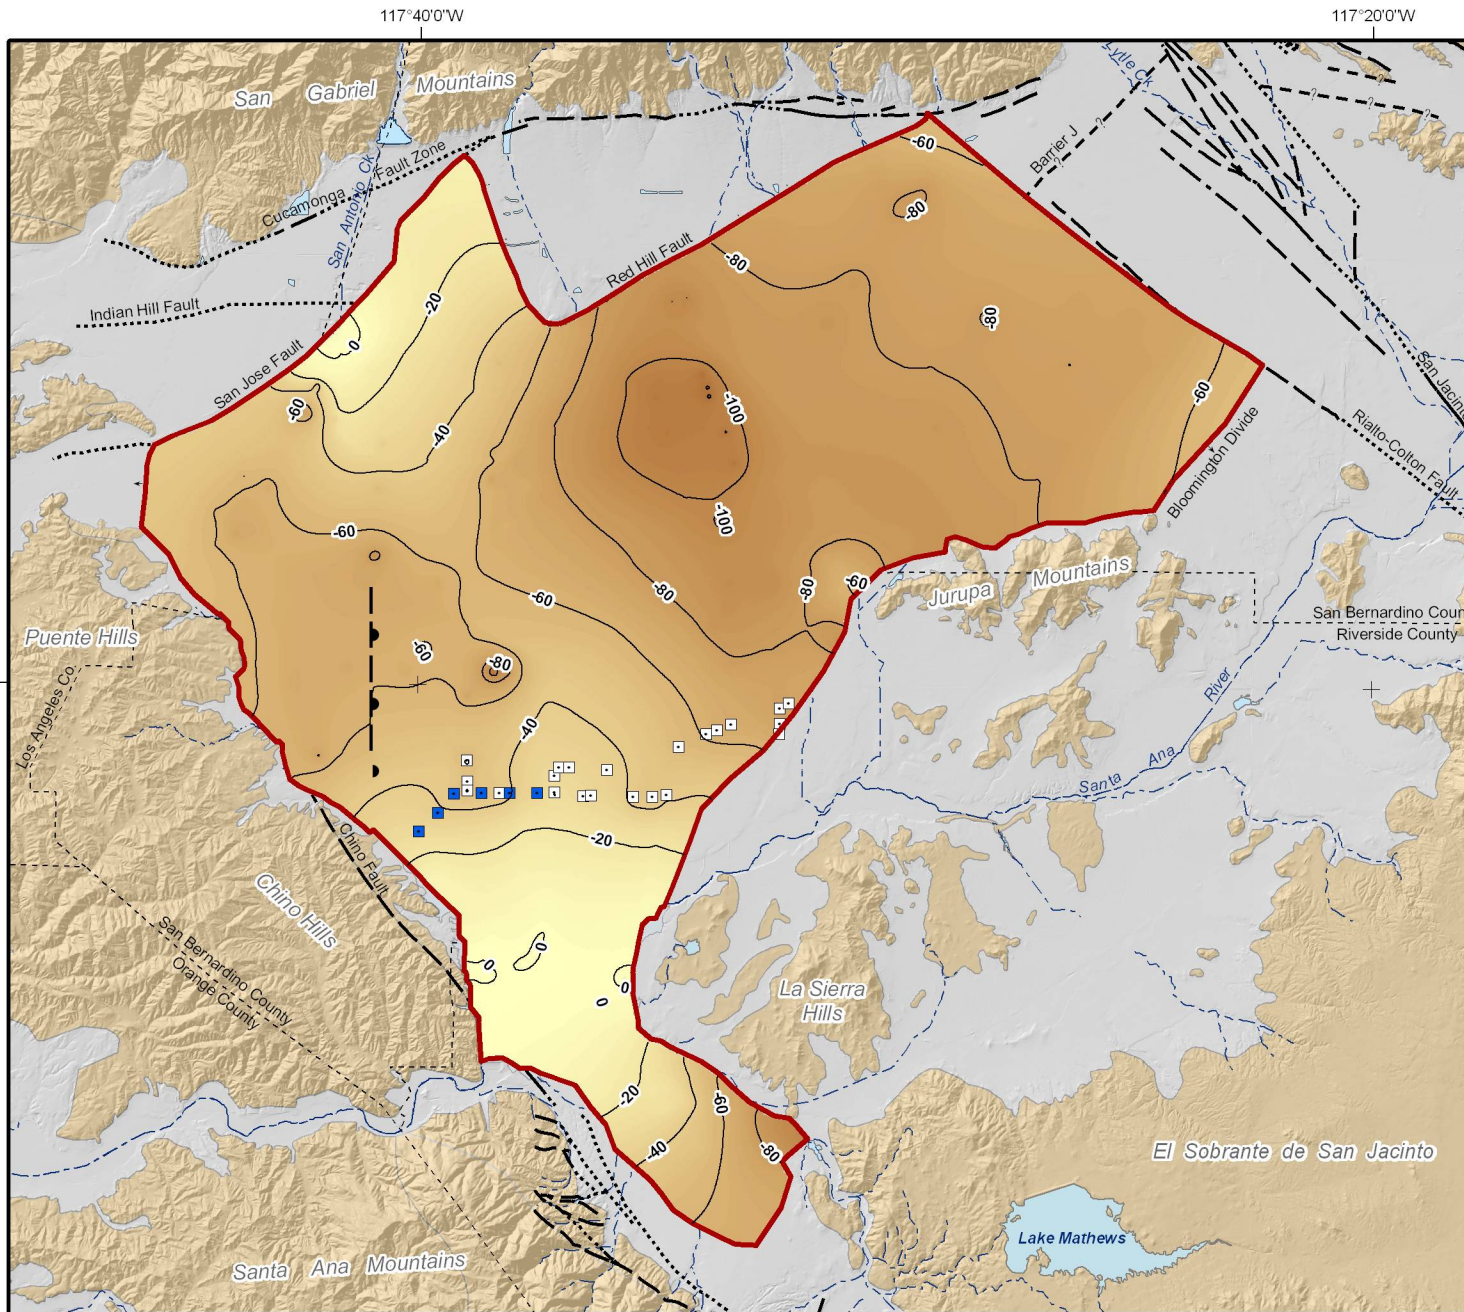 117°40'0"W
117°20'0"W
San Gabriel Mountains
Lytle Ck
Barrier J
?
?
?
?
?
Cucamonga Fault Zone
San Antonio Ck
-60
-80
Red Hill Fault
-80
-20
Indian Hill Fault
0
-80
San Jose Fault
San Jacinto
-60
-60
-100
-40
Bloomington Divide
Rialto-Colton Fault
-100
-60
-80
-60
-80
Jurupa Mountains
-60
San Bernardino Coun
Riverside County
Puente Hills
-60
-80
Los Angeles Co.
River
-40
Santa Ana
-20
Chino Fault
Chino Hills
San Bernardino County
Orange County
0
0
0
0
La Sierra
Hills
-20
-60
-40
-80
El Sobrante de San Jacinto
Lake Mathews
Santa Ana Mountains